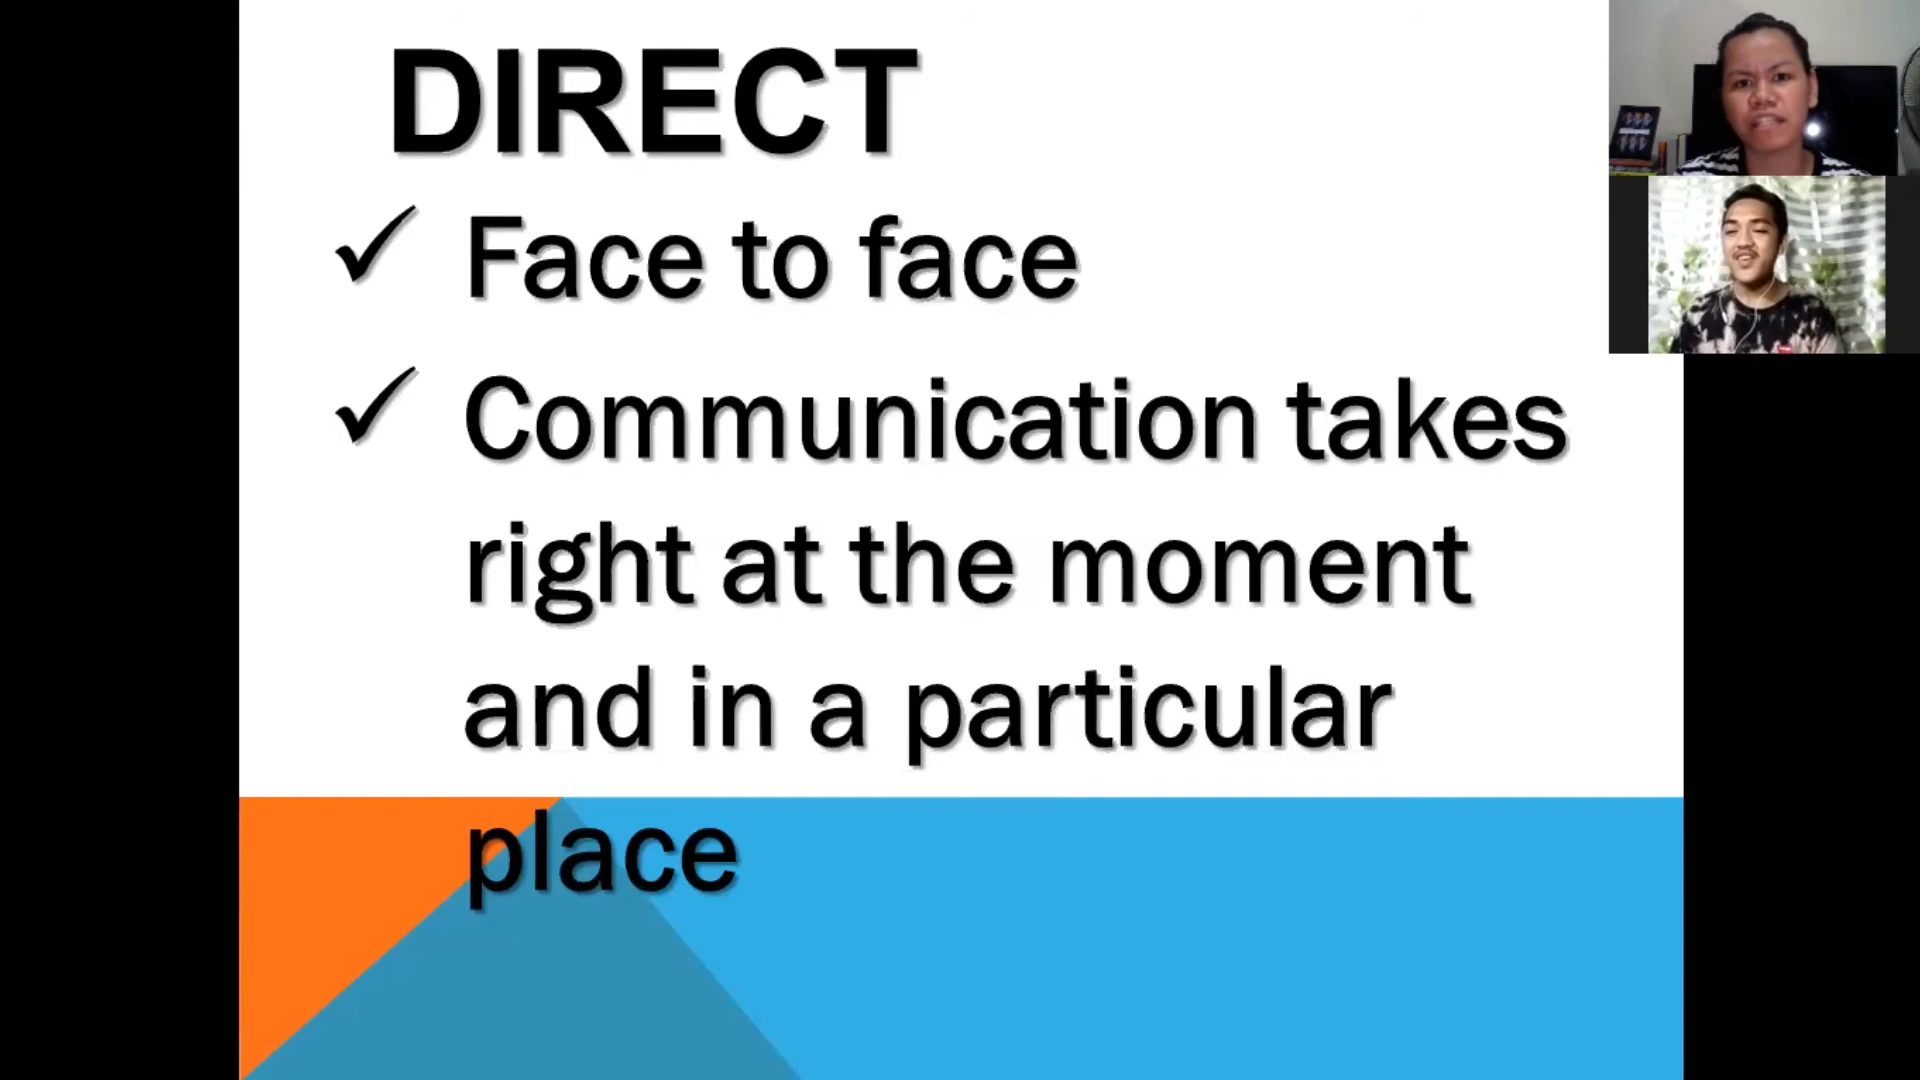 DIRECT
✓ Face to face
✓ Communication takes
right at the moment
and in a particular
place